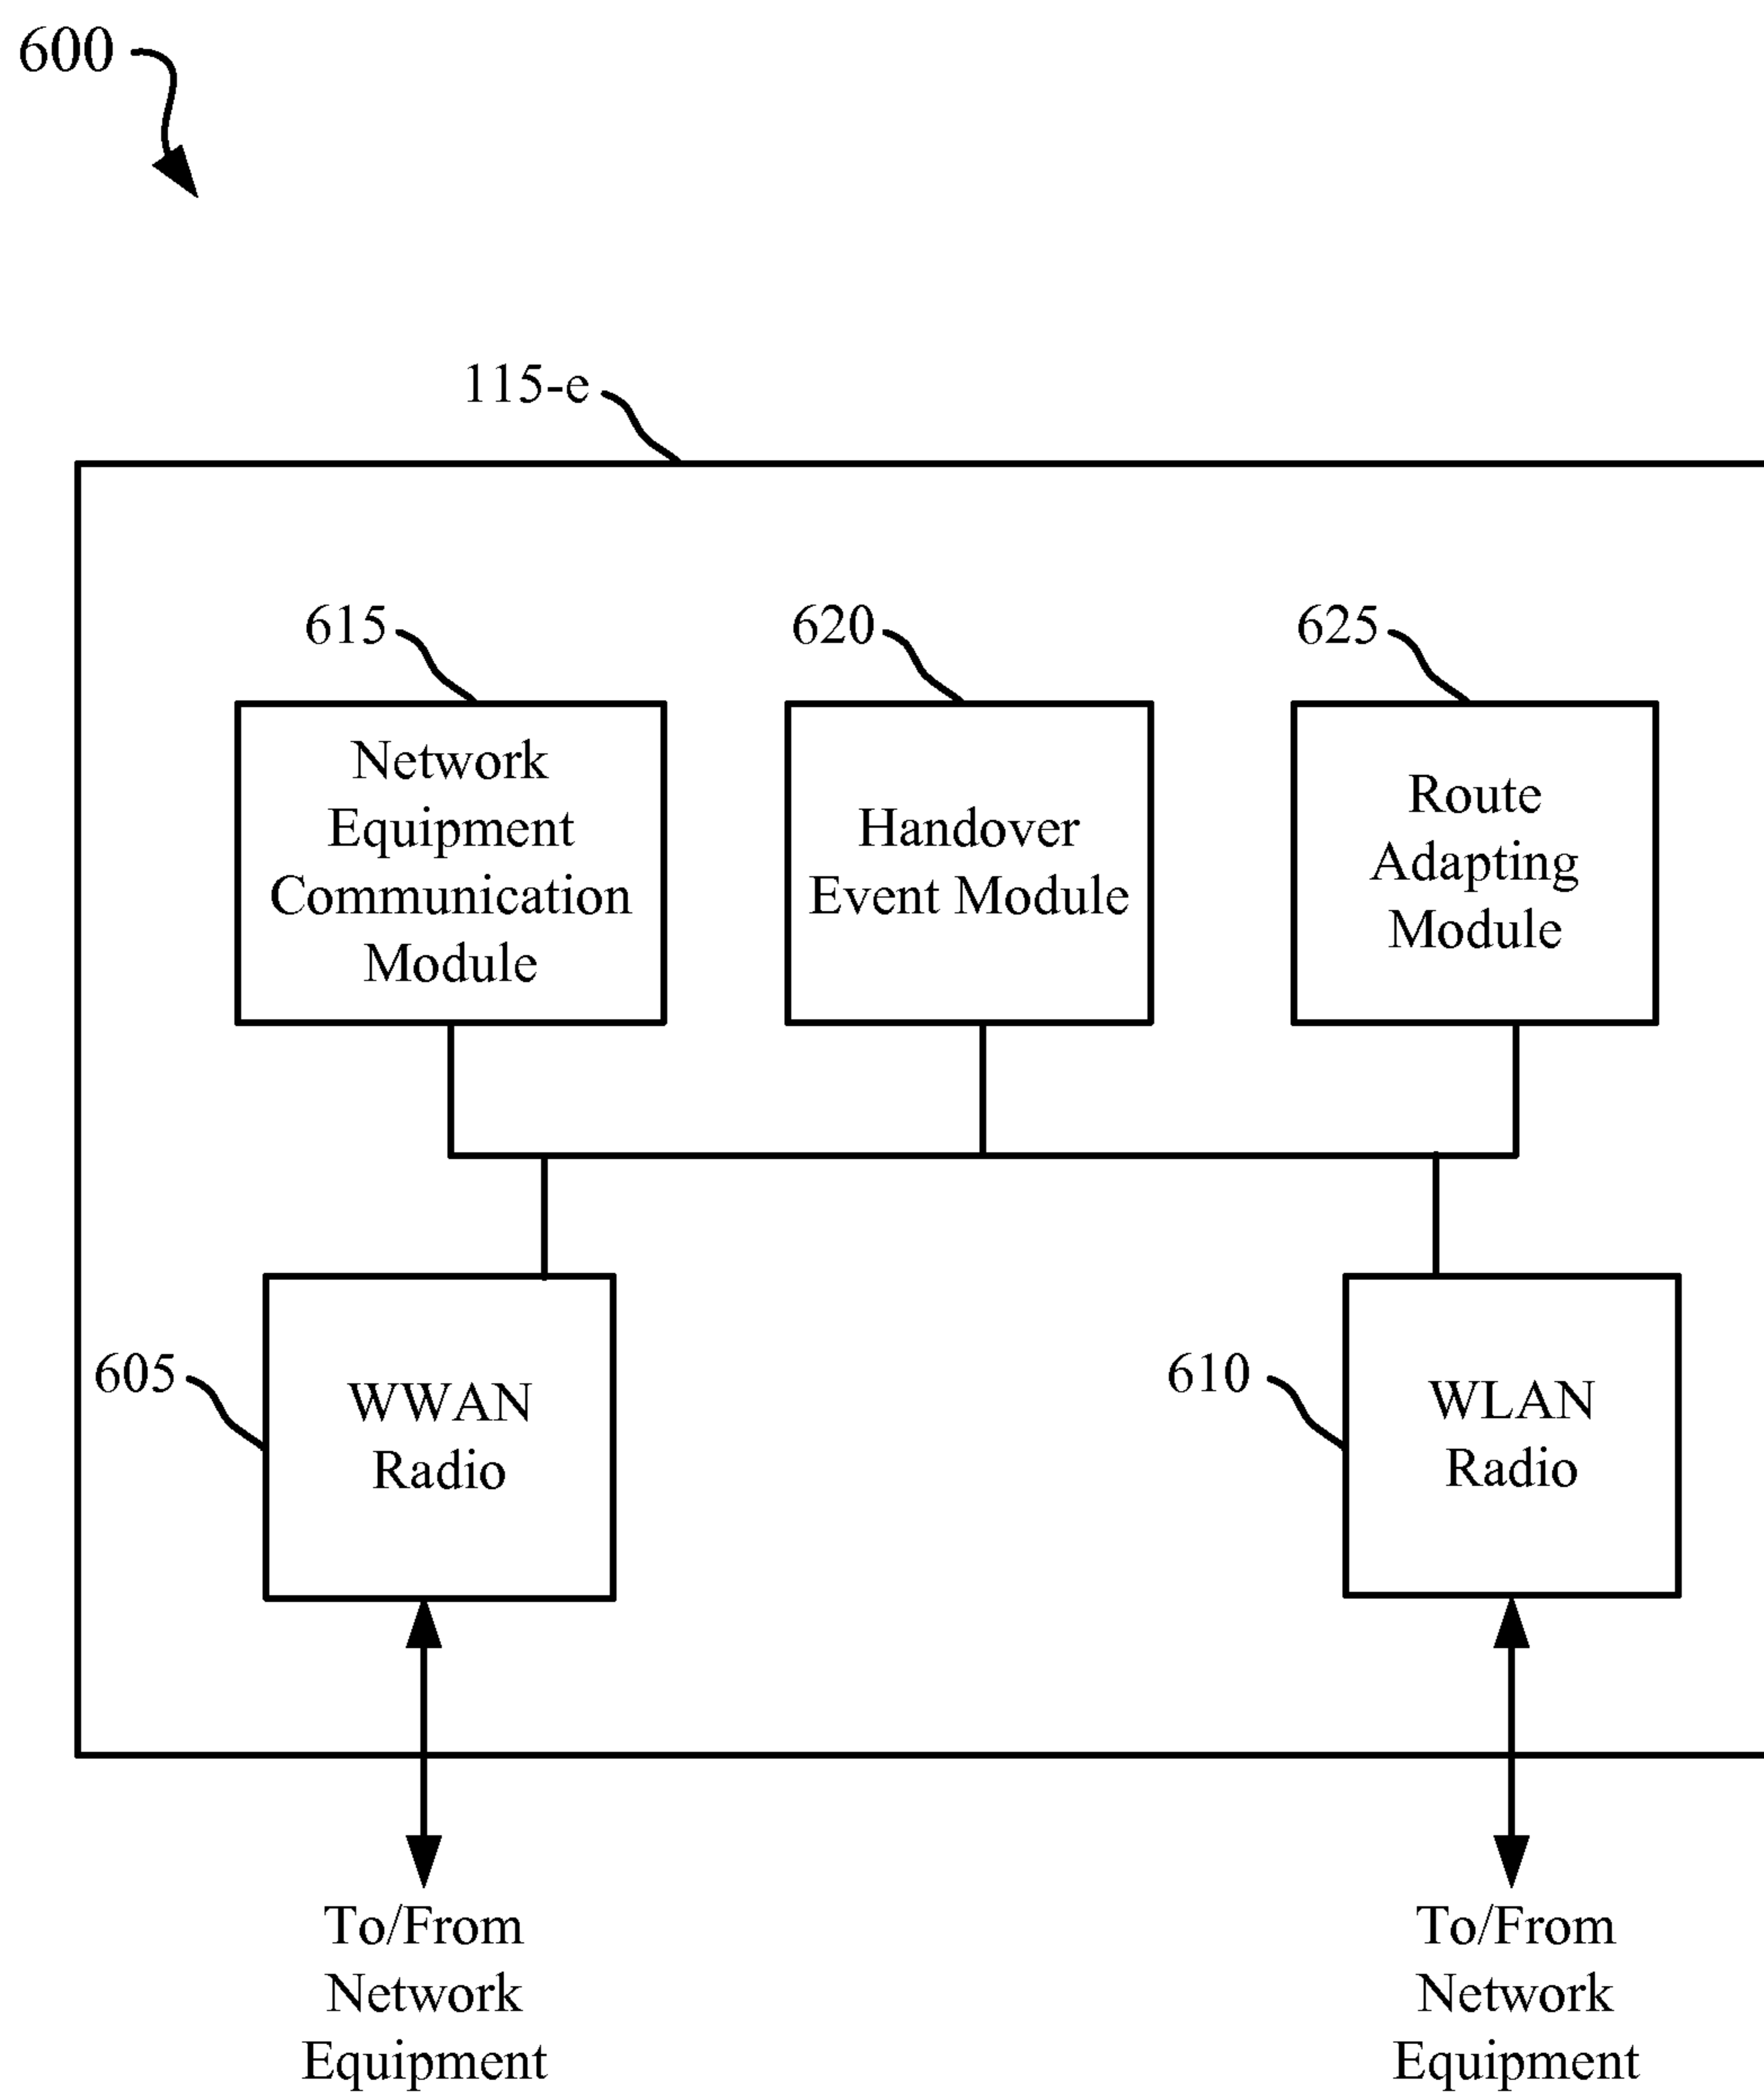 600
115-e
615
620
625
Network
Equipment
Communication
Module
Handover
Event Module
Route
Adapting
Module
605
WWAN
Radio
610
WLAN
Radio
To/From
Network
Equipment
To/From
Network
Equipment